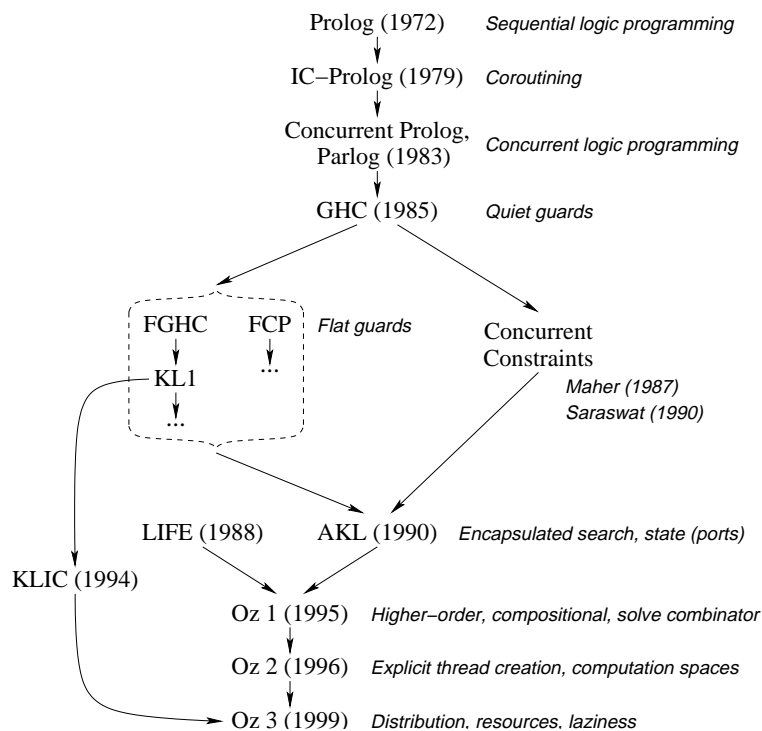 Prolog (1972) Sequential logic programming
IC−Prolog (1979) Coroutining
Concurrent Prolog,
Parlog (1983) Concurrent logic programming
GHC (1985) Quiet guards
FGHC FCP Flat guards
KL1 ...
...
Concurrent
Constraints
Maher (1987)
Saraswat (1990)
LIFE (1988) AKL (1990) Encapsulated search, state (ports)
KLIC (1994)
Oz 1 (1995) Higher−order, compositional, solve combinator
Oz 2 (1996) Explicit thread creation, computation spaces
Oz 3 (1999) Distribution, resources, laziness